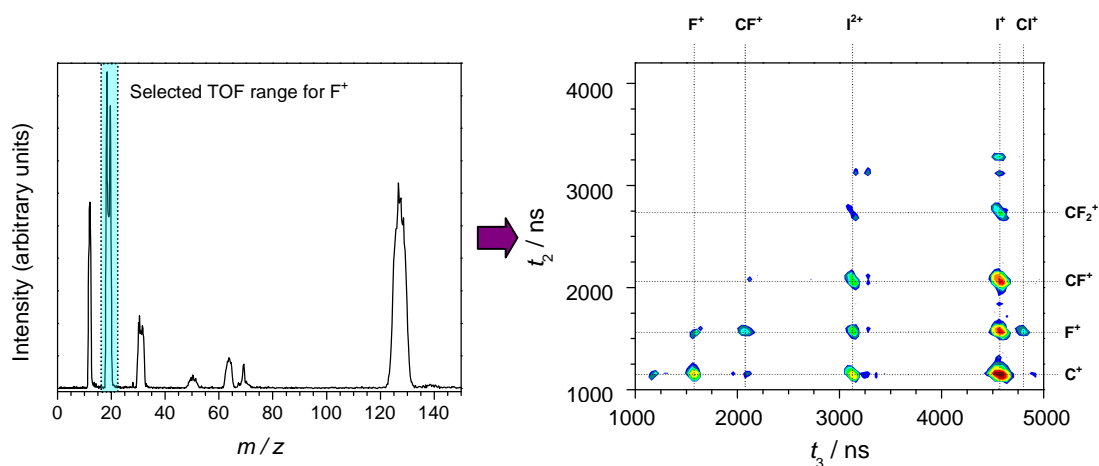 Intensity (arbitrary units)
Selected TOF range for F⁺
0 20 40 60 80 100 120 140
m / z
F⁺ CF⁺ I²⁺ I⁺ CI⁺
t₂ / ns
4000
3000
2000
1000
CF₂⁺
CF⁺
F⁺
C⁺
1000 2000 3000 4000 5000
t₃ / ns